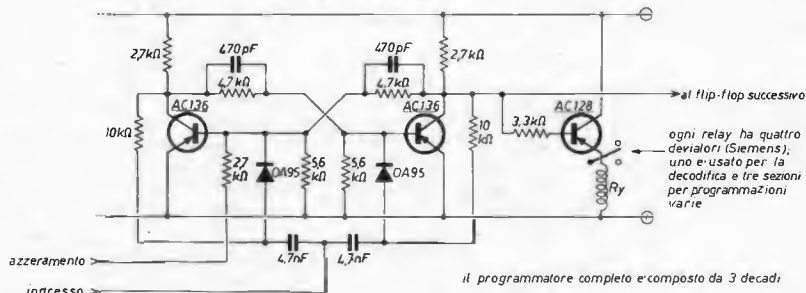 2,7kΩ
470pF
4,7kΩ
470pF
4,7kΩ
2,7kΩ
AC136
AC136
AC128
al flip-flop successivo
10kΩ
10
kΩ
3,3kΩ
ogni relay ha quattro
deviatori (Siemens);
uno e' usato per la
decodifica e tre sezioni
per programmazioni
varie
2,7
kΩ
OA95
5,6
kΩ
5,6
kΩ
OA95
Ry
4,7nF
4,7nF
azzeramento
ingresso
il programmatore completo e' composto da 3 decadi